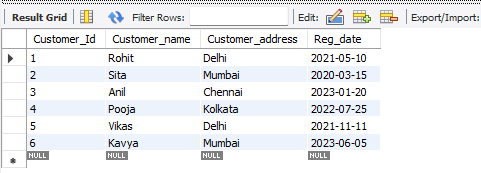 Result Grid Filter Rows: Edit: Export/Import:
Customer_Id Customer_name Customer_address Reg_date
1 Rohit Delhi 2021-05-10
2 Sita Mumbai 2020-03-15
3 Anil Chennai 2023-01-20
4 Pooja Kolkata 2022-07-25
5 Vikas Delhi 2021-11-11
6 Kavya Mumbai 2023-06-05
NULL NULL NULL NULL